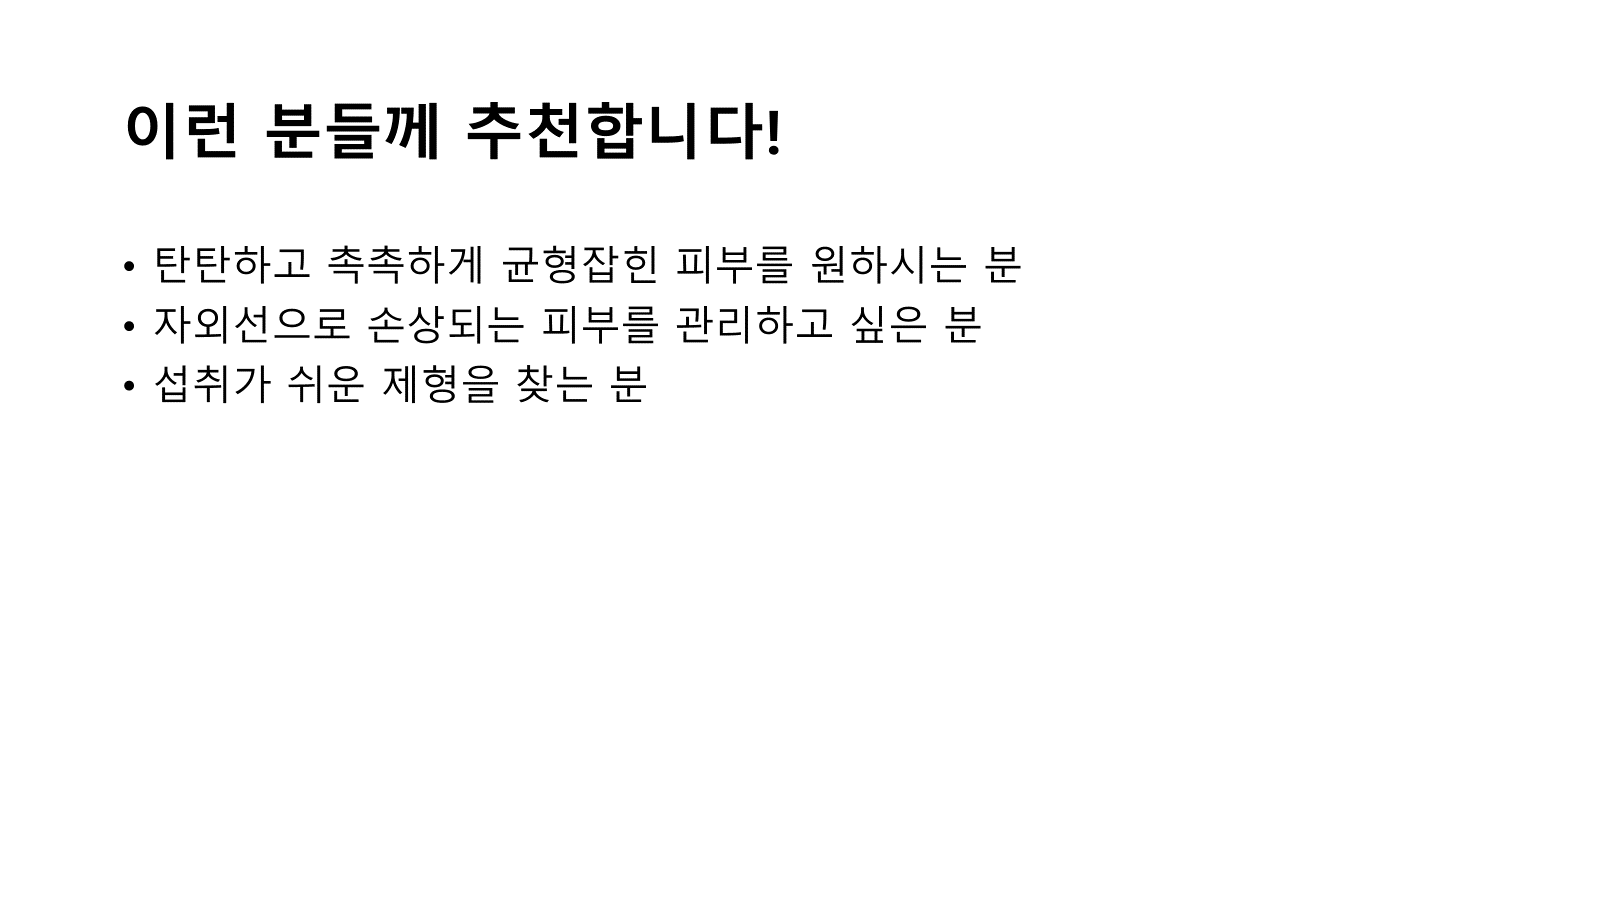 이런 분들께 추천합니다!
• 탄탄하고 촉촉하게 균형잡힌 피부를 원하시는 분
• 자외선으로 손상되는 피부를 관리하고 싶은 분
• 섭취가 쉬운 제형을 찾는 분